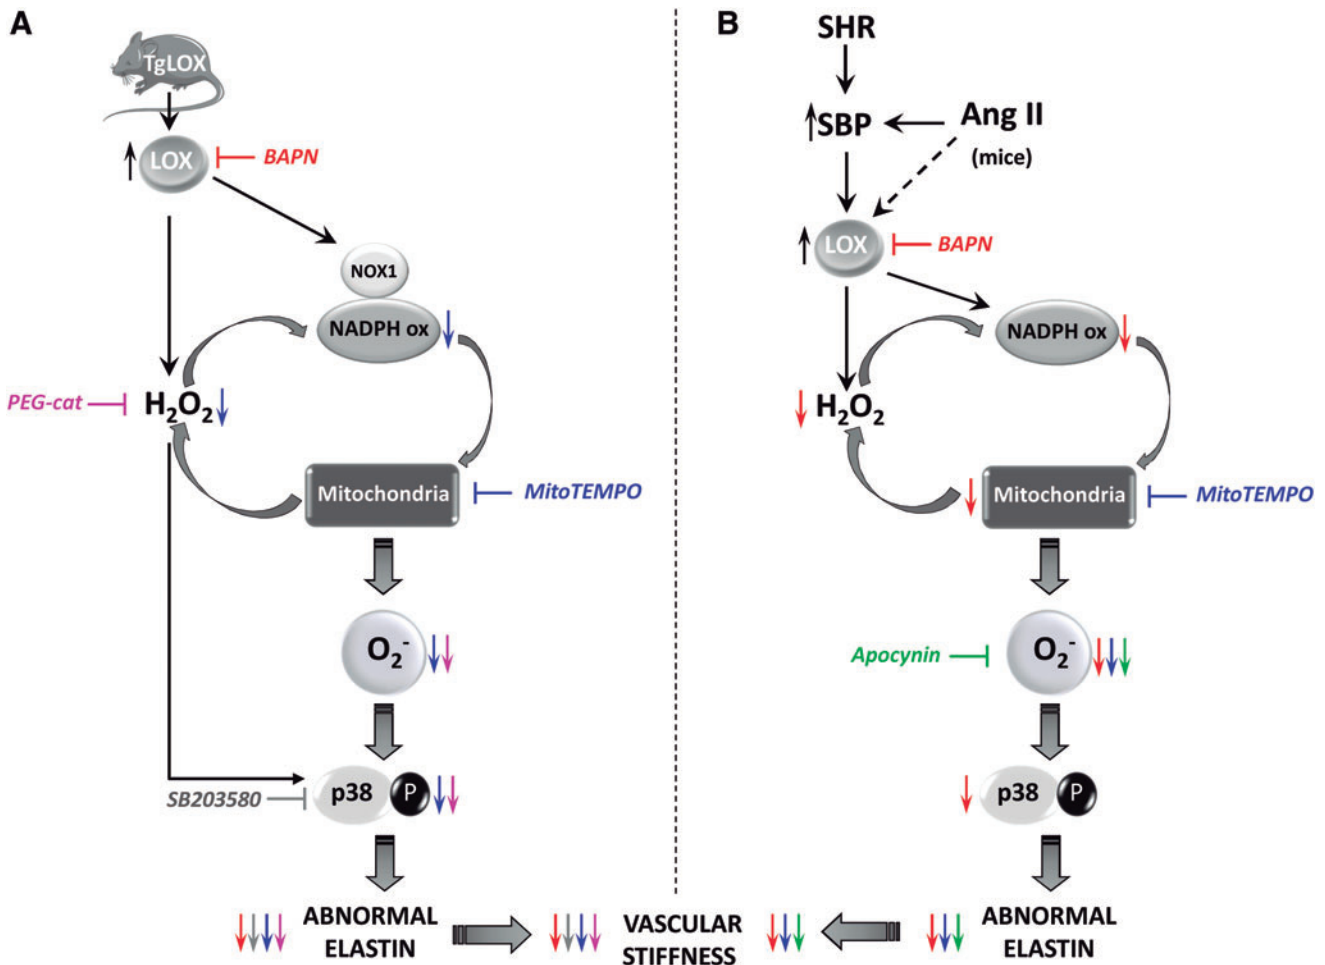 A
TgLOX
LOX
BAPN
NOX1
NADPH ox
PEG-cat
H₂O₂
Mitochondria
MitoTEMPO
O₂⁻
SB203580
p38
P
ABNORMAL
ELASTIN
VASCULAR
STIFFNESS
B
SHR
SBP
Ang II
(mice)
LOX
BAPN
NADPH ox
H₂O₂
Mitochondria
MitoTEMPO
Apocynin
O₂⁻
p38
P
ABNORMAL
ELASTIN